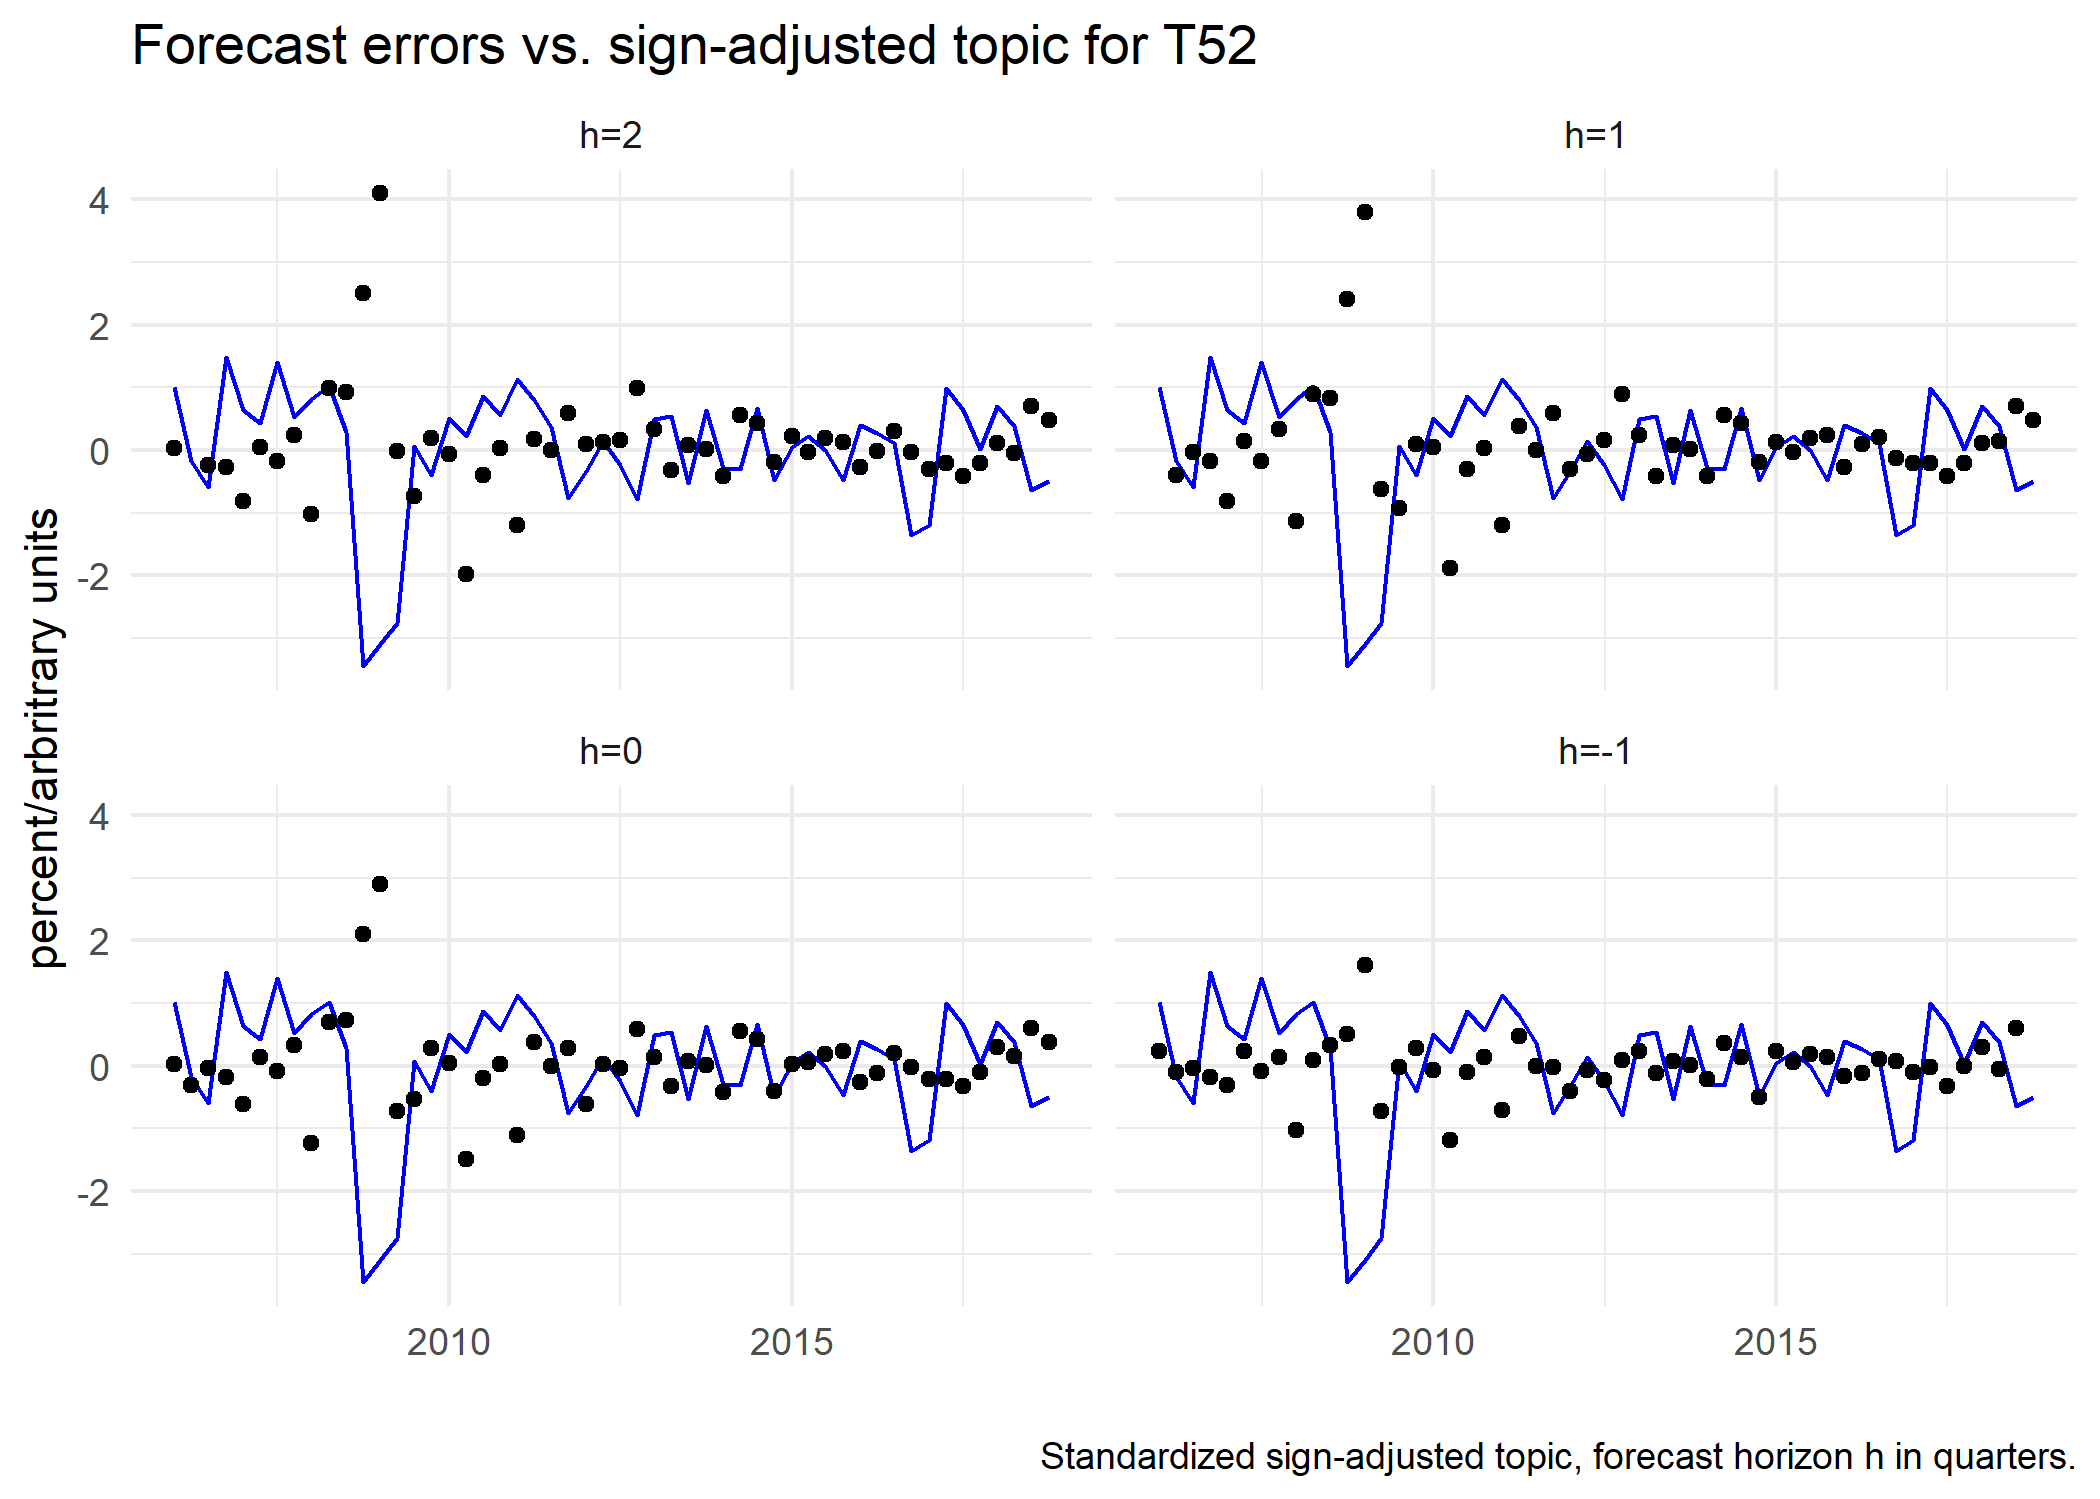 Forecast errors vs. sign-adjusted topic for T52
h=2
h=1
4
2
0
-2
h=0
h=-1
4
2
0
-2
percent/arbritrary units
2010
2015
2010
2015
Standardized sign-adjusted topic, forecast horizon h in quarters.